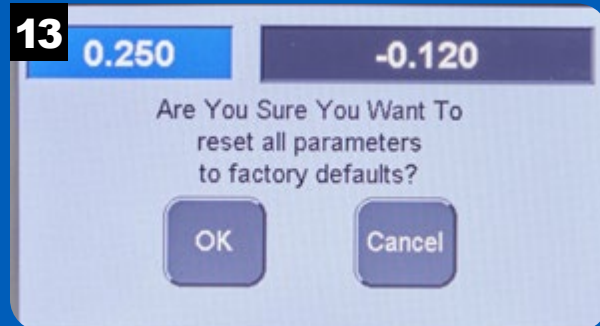 13
0.250 -0.120
Are You Sure You Want To
reset all parameters
to factory defaults?
OK Cancel